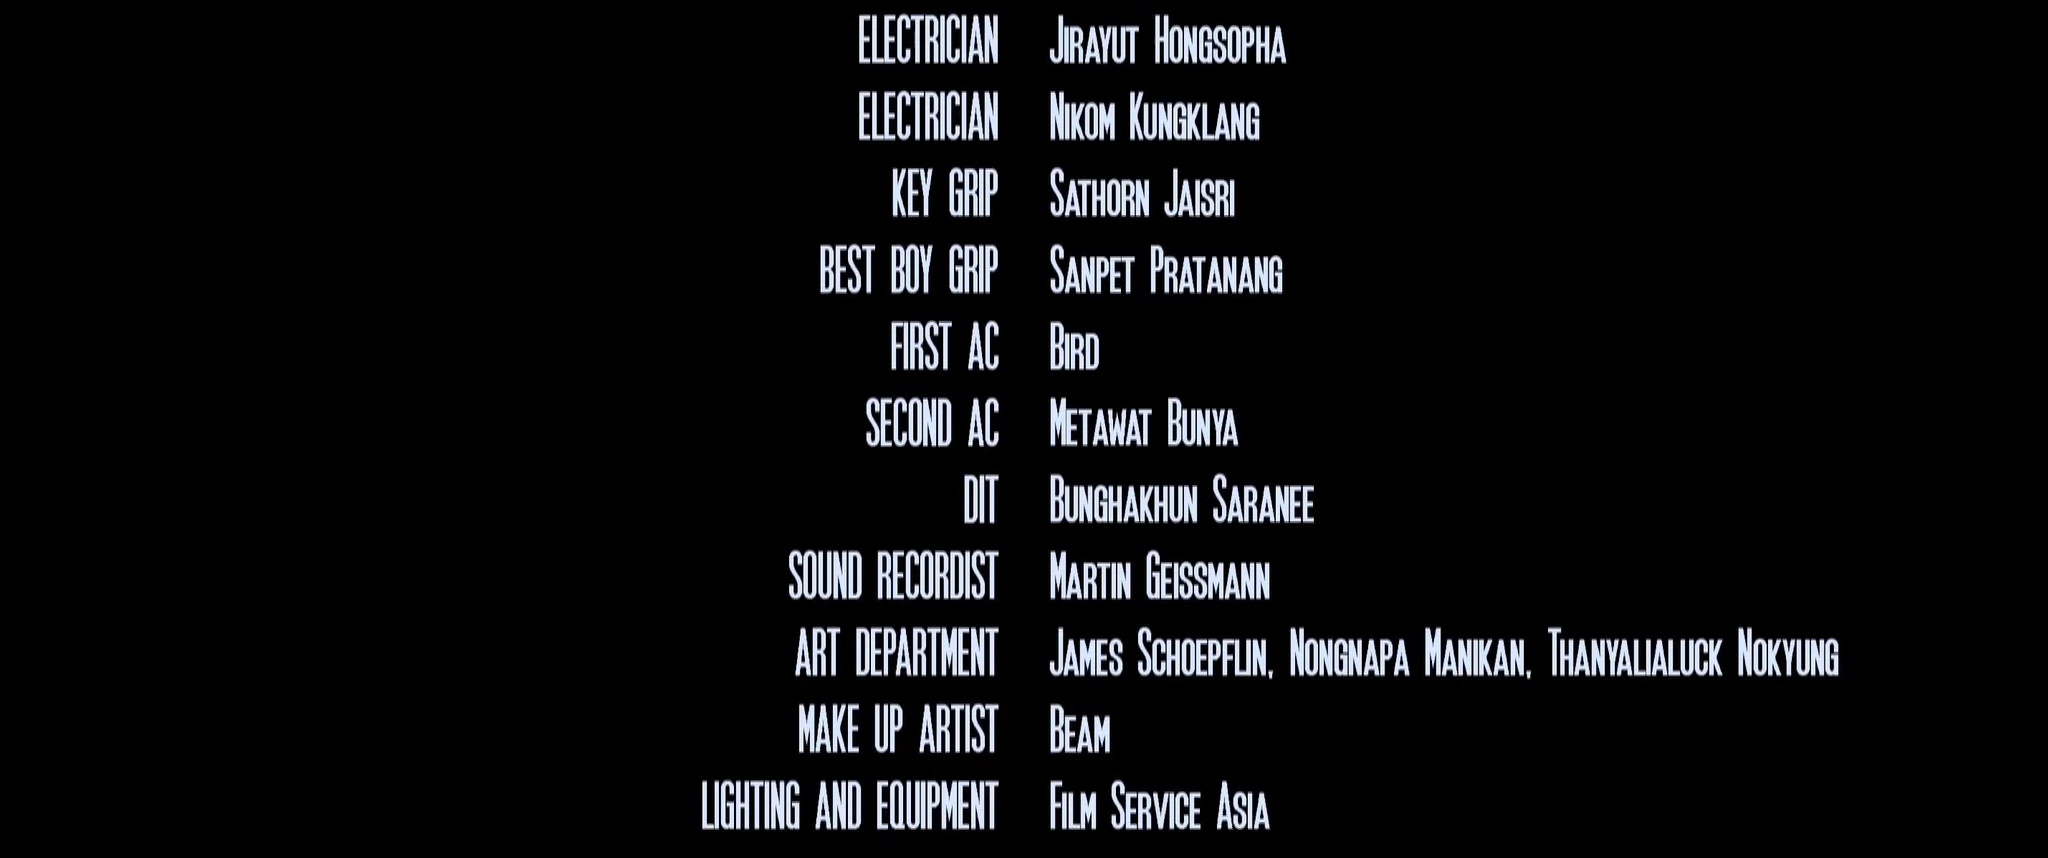 ELECTRICIAN Jirayut Hongsopha
ELECTRICIAN Nikom Kungklang
KEY GRIP Sathorn Jaisri
BEST BOY GRIP Sanpet Pratanang
FIRST AC Bird
SECOND AC Metawat Bunya
DIT Bunghakhun Saranee
SOUND RECORDIST Martin Geissmann
ART DEPARTMENT James Schoepflin, Nongnapa Manikan, Thanyalialuck Nokyung
MAKE UP ARTIST Beam
LIGHTING AND EQUIPMENT Film Service Asia